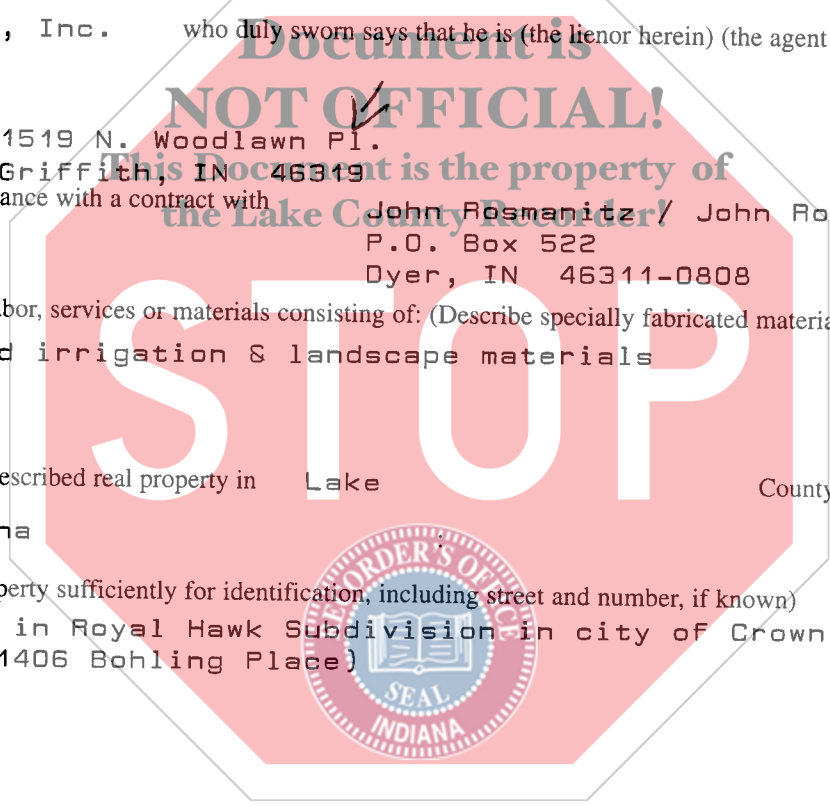 , Inc. who duly sworn says that he is (the lienor herein) (the agent
Document is
NOT OFFICIAL!
1519 N. Woodlawn Pl.
This Document is the property of
Griffith, IN 46319
ance with a contract with
the Lake County Recorder!
John Rosmanitz / John Ro
P.O. Box 522
Dyer, IN 46311-0808
bor, services or materials consisting of: (Describe specially fabricated materia
d irrigation & landscape materials
STOP
escribed real property in Lake County
na
RECORDER'S OFFICE
perty sufficiently for identification, including street and number, if known)
in Royal Hawk Subdivision in city of Crown
1406 Bohling Place)
SEAL
INDIANA